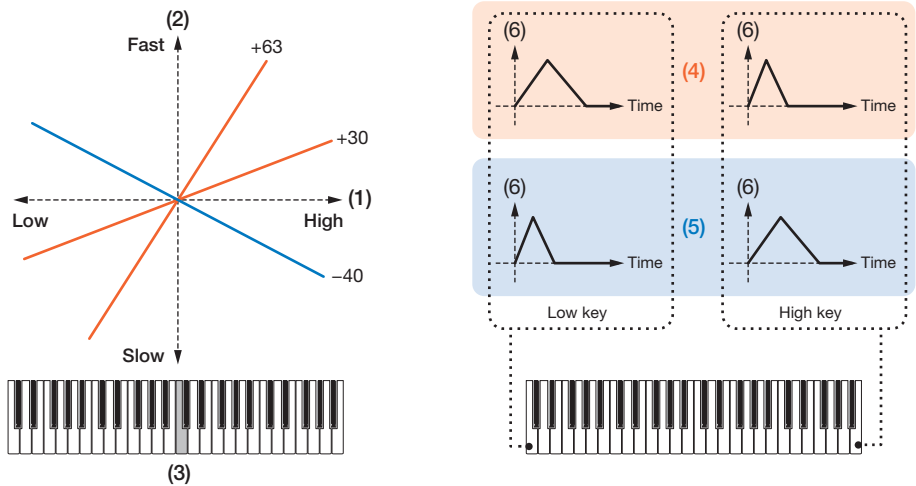 (2)
Fast
+63
+30
(1)
Low
High
−40
Slow
(3)
(6)
(6)
(4)
Time
Time
(6)
(6)
(5)
Time
Time
Low key
High key